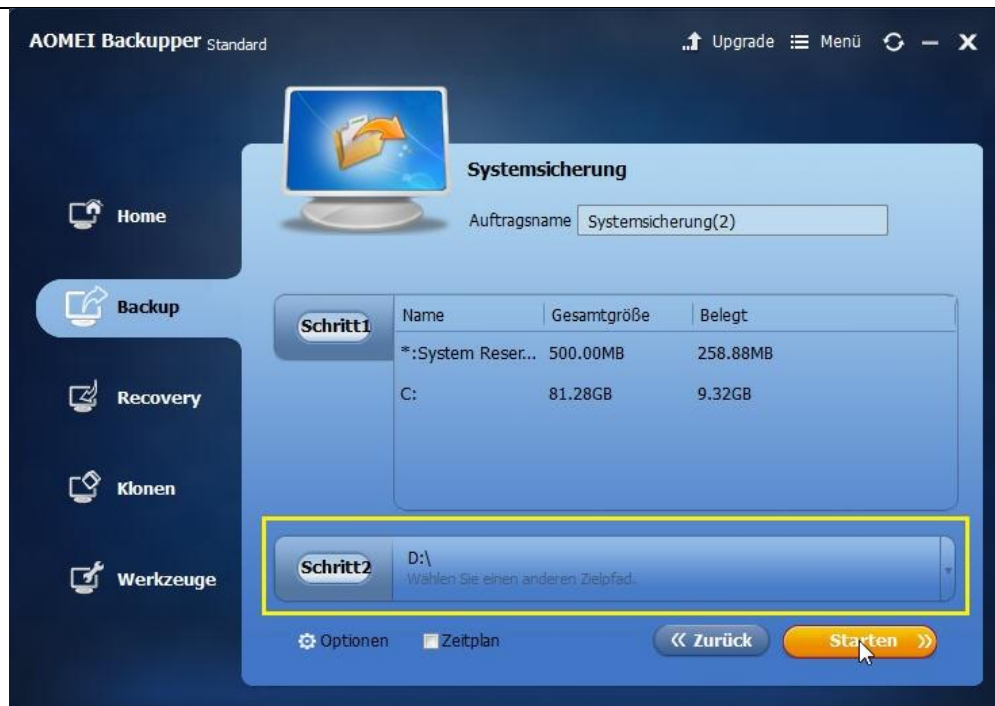 AOMEI Backupper Standard
Upgrade Menü
Systemsicherung
Auftragsname Systemsicherung(2)
Home
Backup
Recovery
Klonen
Werkzeuge
Schritt1
Name Gesamtgröße Belegt
*:System Reser... 500.00MB 258.88MB
C: 81.28GB 9.32GB
Schritt2
D:\
Wählen Sie einen anderen Zielpfad.
Optionen Zeitplan Zurück Starten